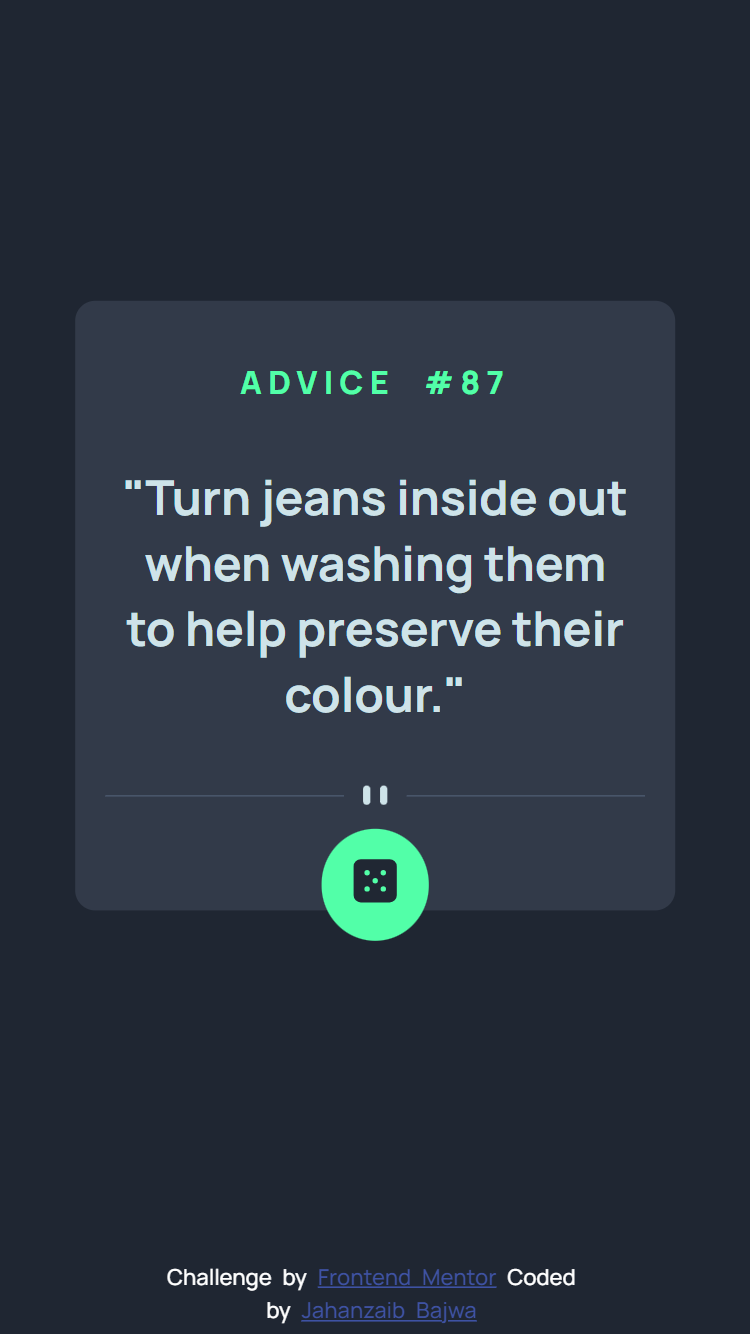 ADVICE #87
"Turn jeans inside out
when washing them
to help preserve their
colour."
Challenge by Frontend Mentor Coded
by Jahanzaib Bajwa